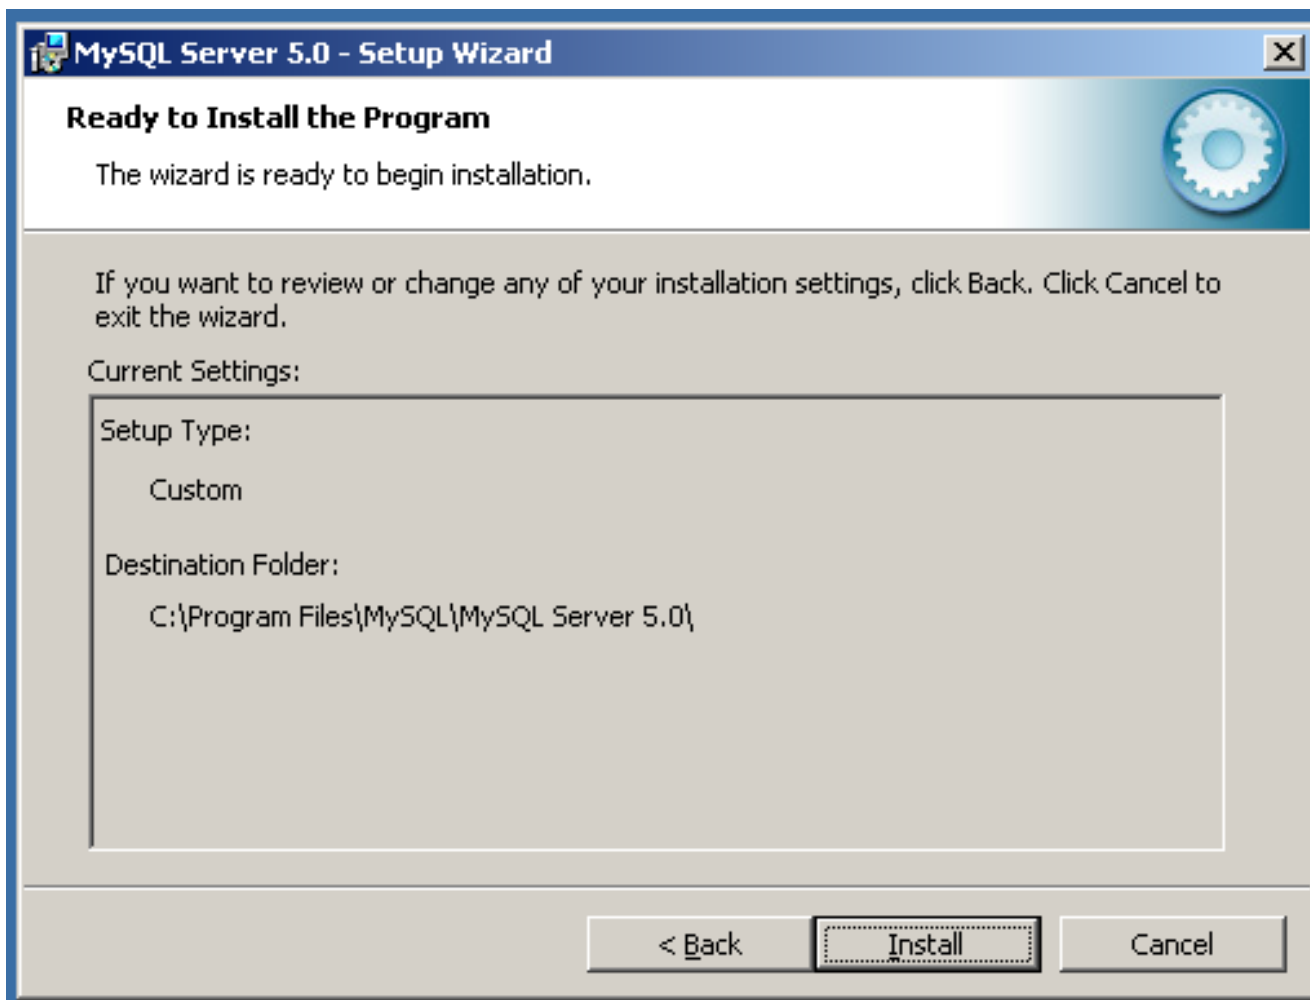 MySQL Server 5.0 - Setup Wizard
Ready to Install the Program
The wizard is ready to begin installation.
If you want to review or change any of your installation settings, click Back. Click Cancel to
exit the wizard.
Current Settings:
Setup Type:
Custom
Destination Folder:
C:\Program Files\MySQL\MySQL Server 5.0\
< Back
Install
Cancel